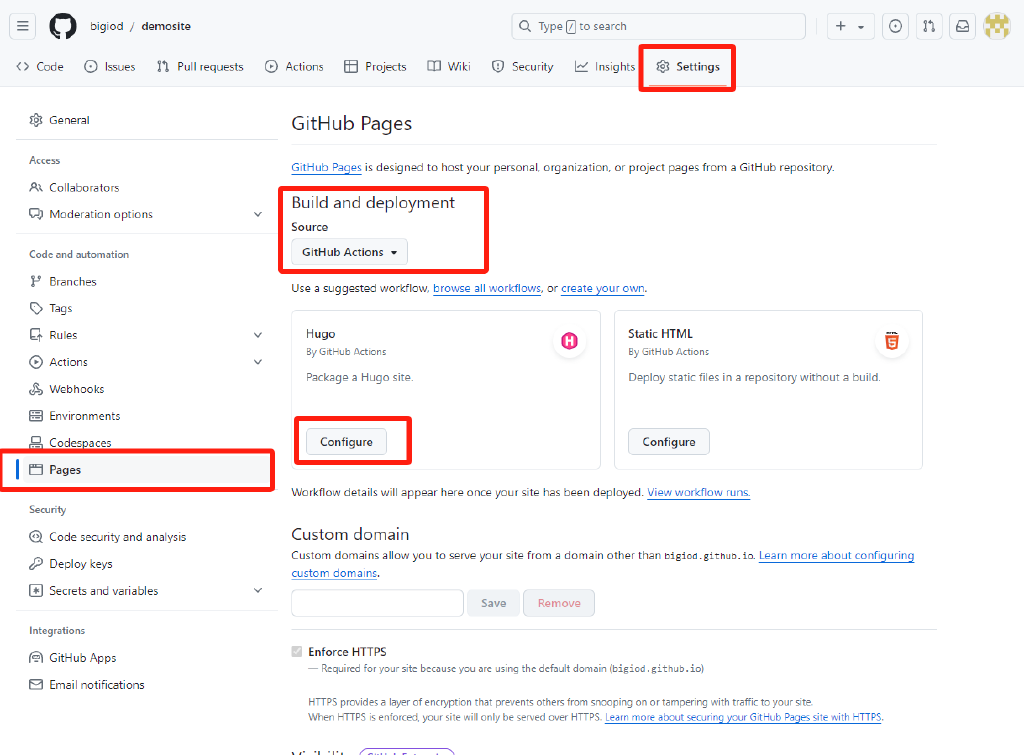 bigiod / demosite
Type / to search
Code Issues Pull requests Actions Projects Wiki Security Insights Settings
General
Access
Collaborators
Moderation options
Code and automation
Branches
Tags
Rules
Actions
Webhooks
Environments
Codespaces
Pages
Security
Code security and analysis
Deploy keys
Secrets and variables
Integrations
GitHub Apps
Email notifications
GitHub Pages
GitHub Pages is designed to host your personal, organization, or project pages from a GitHub repository.
Build and deployment
Source
GitHub Actions
Use a suggested workflow, browse all workflows, or create your own.
Hugo
By GitHub Actions
Package a Hugo site.
Configure
Static HTML
By GitHub Actions
Deploy static files in a repository without a build.
Configure
Workflow details will appear here once your site has been deployed. View workflow runs.
Custom domain
Custom domains allow you to serve your site from a domain other than bigiod.github.io. Learn more about configuring
custom domains.
Save Remove
Enforce HTTPS
— Required for your site because you are using the default domain (bigiod.github.io)
HTTPS provides a layer of encryption that prevents others from snooping on or tampering with traffic to your site.
When HTTPS is enforced, your site will only be served over HTTPS. Learn more about securing your GitHub Pages site with HTTPS.